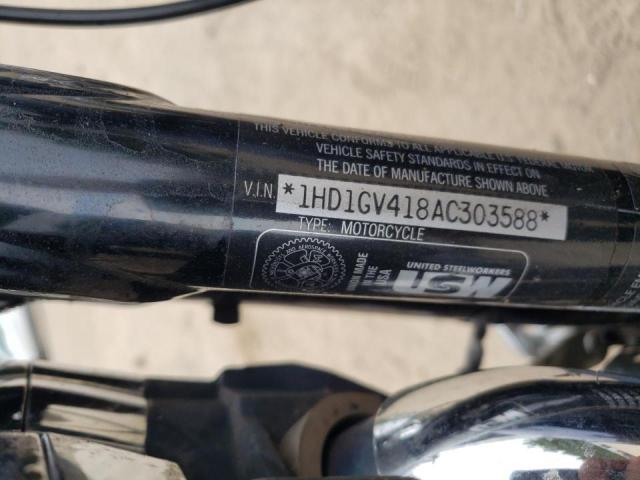 THIS VEHICLE CONFORMS TO ALL APPLICABLE U.S. FEDERAL MOTOR
VEHICLE SAFETY STANDARDS IN EFFECT ON
THE DATE OF MANUFACTURE SHOWN ABOVE
V.I.N. *1HD1GV418AC303588*
TYPE: MOTORCYCLE
MADE
IN THE
USA
UNITED STEELWORKERS
USW